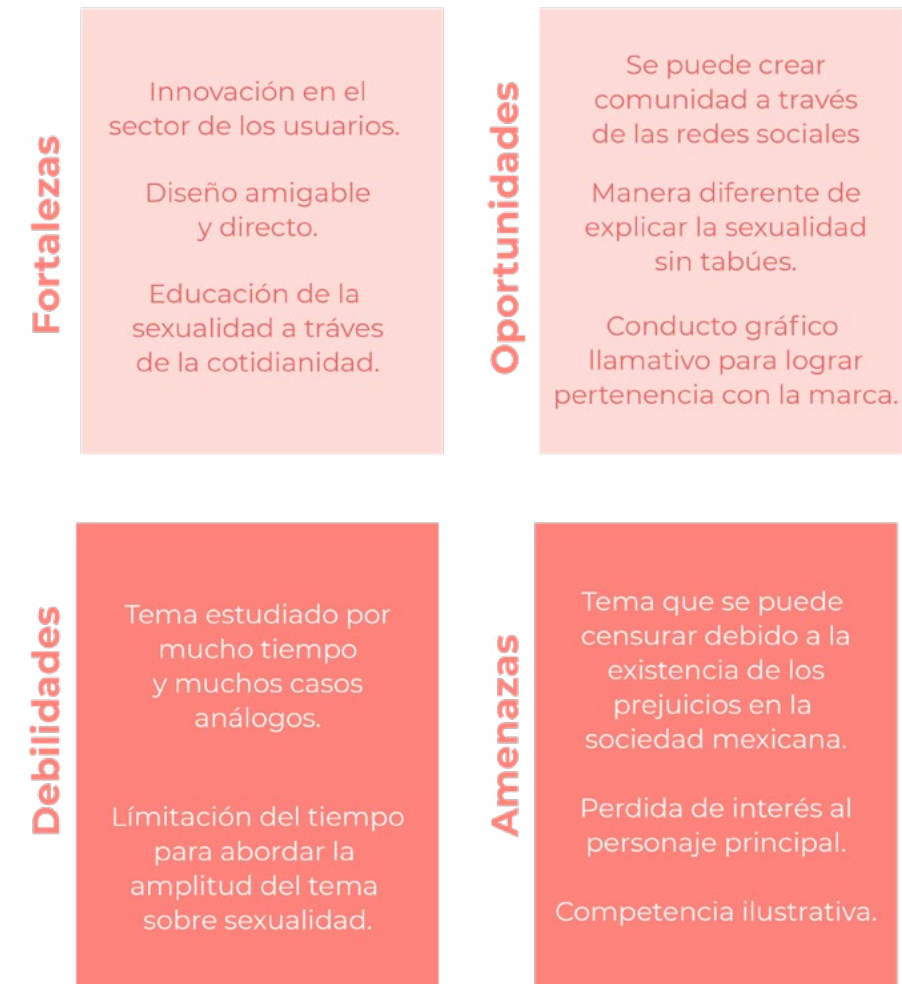 Fortalezas
Innovación en el
sector de los usuarios.
Diseño amigable
y directo.
Educación de la
sexualidad a tráves
de la cotidianidad.
Oportunidades
Se puede crear
comunidad a través
de las redes sociales
Manera diferente de
explicar la sexualidad
sin tabúes.
Conducto gráfico
llamativo para lograr
pertenencia con la marca.
Debilidades
Tema estudiado por
mucho tiempo
y muchos casos
análogos.
Límitación del tiempo
para abordar la
amplitud del tema
sobre sexualidad.
Amenazas
Tema que se puede
censurar debido a la
existencia de los
prejuicios en la
sociedad mexicana.
Perdida de interés al
personaje principal.
Competencia ilustrativa.